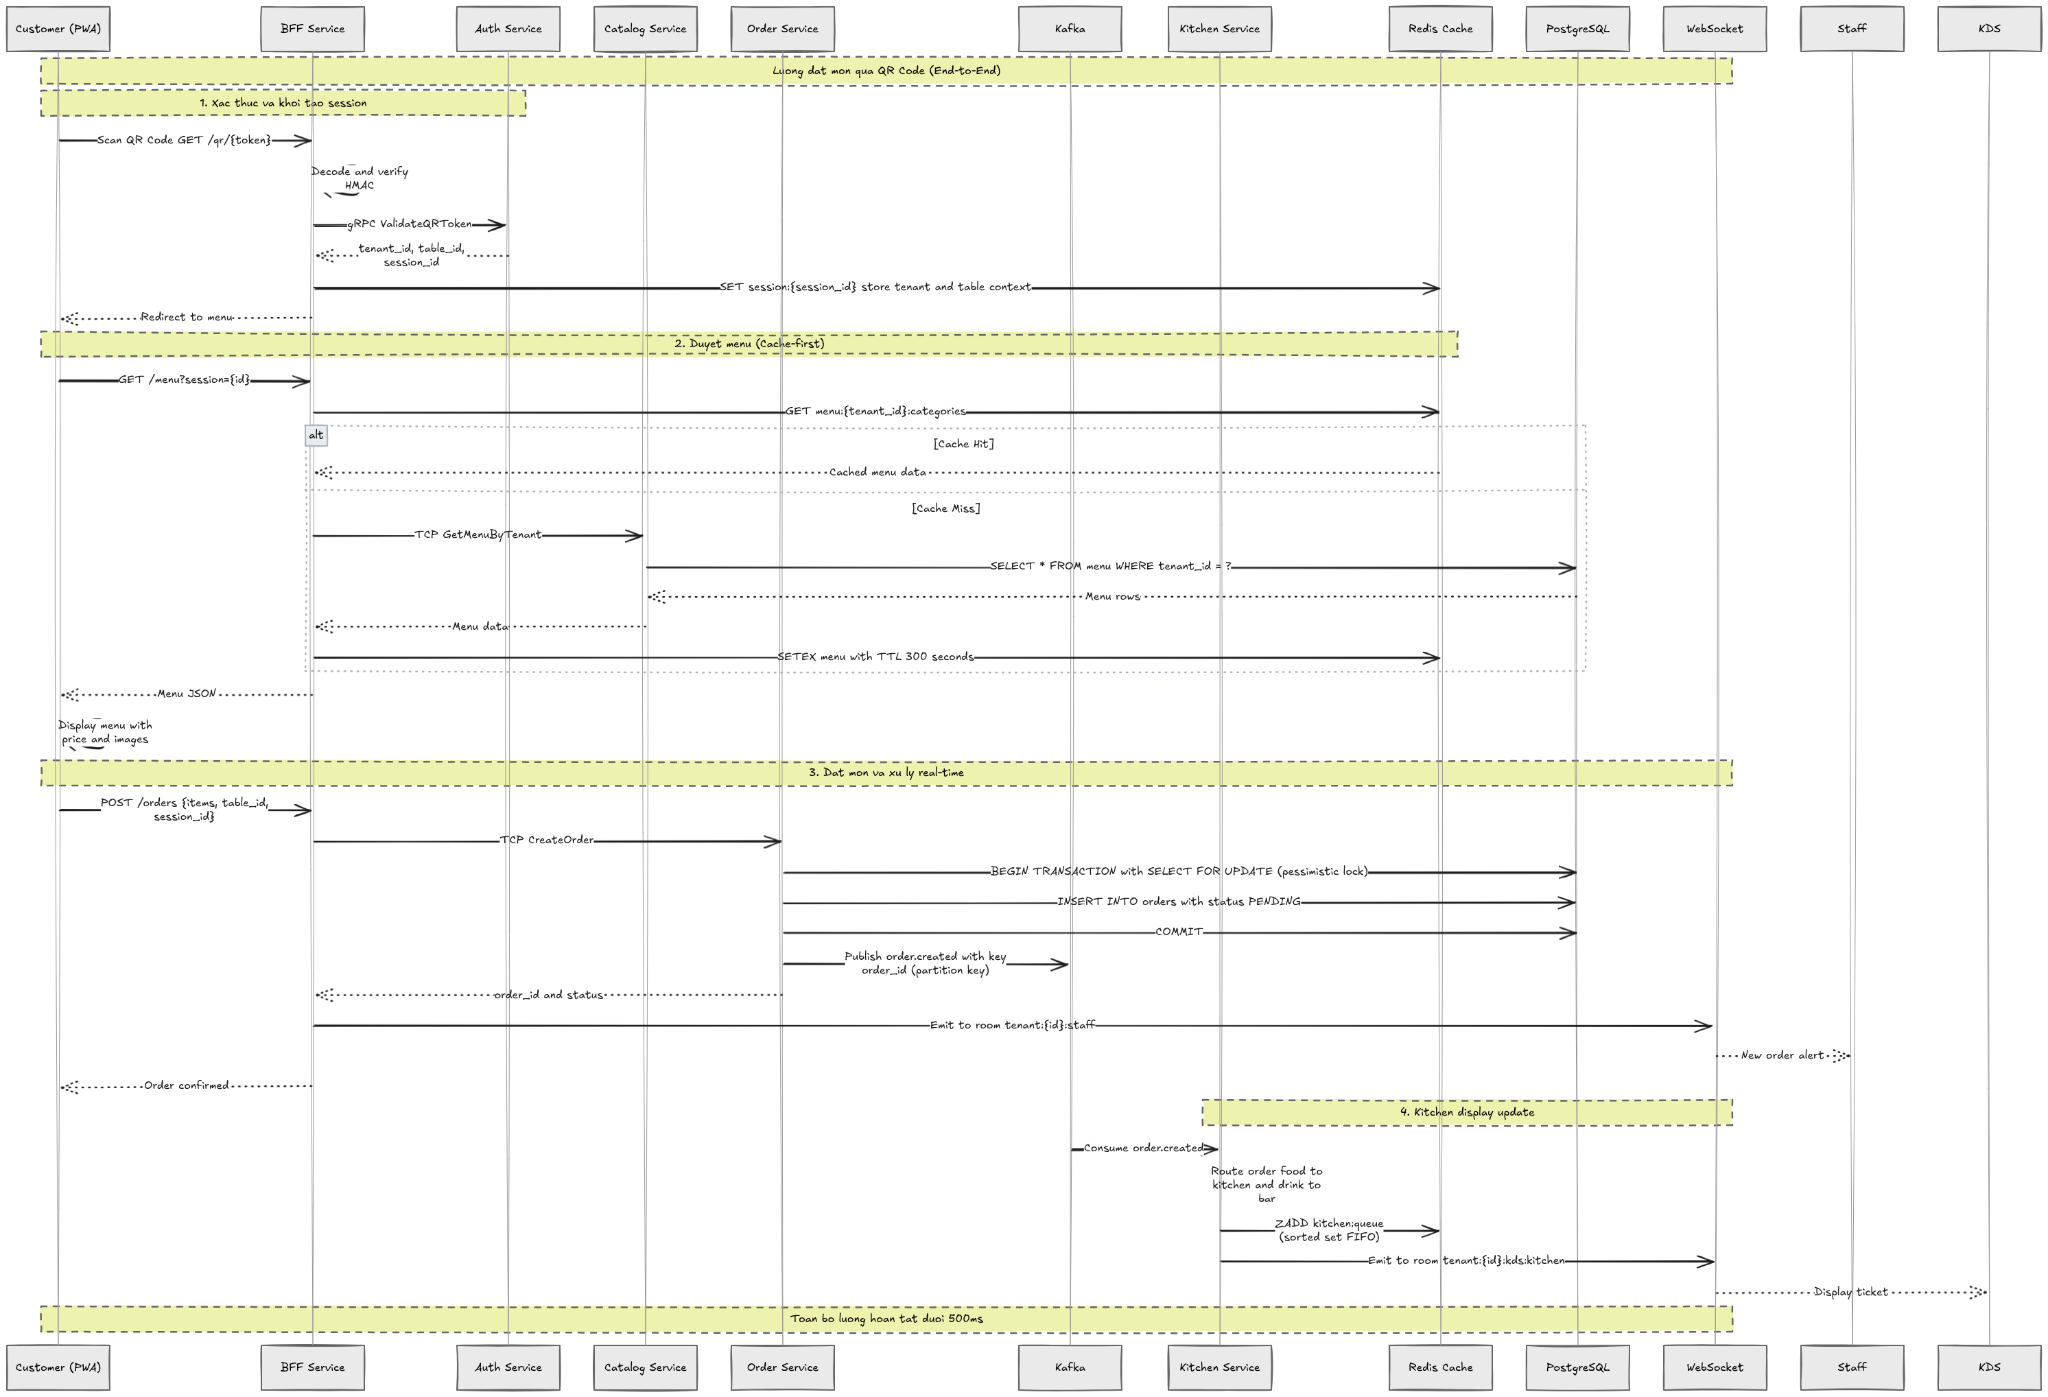 Customer (PWA)
BFF Service
Auth Service
Catalog Service
Order Service
Kafka
Kitchen Service
Redis Cache
PostgreSQL
WebSocket
Staff
KDS
Luong dat mon qua QR Code (End-to-End)
1. Xac thuc va khoi tao session
Scan QR Code GET /qr/{token}
Decode and verify
HMAC
gRPC ValidateQRToken
tenant_id, table_id,
session_id
SET session:{session_id} store tenant and table context
Redirect to menu
2. Duyet menu (Cache-first)
GET /menu?session={id}
GET menu:{tenant_id}:categories
alt
[Cache Hit]
Cached menu data
[Cache Miss]
TCP GetMenuByTenant
SELECT * FROM menu WHERE tenant_id = ?
Menu rows
Menu data
SETEX menu with TTL 300 seconds
Menu JSON
Display menu with
price and images
3. Dat mon va xu ly real-time
POST /orders {items, table_id,
session_id}
TCP CreateOrder
BEGIN TRANSACTION with SELECT FOR UPDATE (pessimistic lock)
INSERT INTO orders with status PENDING
COMMIT
Publish order.created with key
order_id (partition key)
order_id and status
Emit to room tenant:{id}:staff
New order alert
Order confirmed
4. Kitchen display update
Consume order.created
Route order food to
kitchen and drink to
bar
ZADD kitchen:queue
(sorted set FIFO)
Emit to room tenant:{id}:kds:kitchen
Display ticket
Toan bo luong hoan tat duoi 500ms
Customer (PWA)
BFF Service
Auth Service
Catalog Service
Order Service
Kafka
Kitchen Service
Redis Cache
PostgreSQL
WebSocket
Staff
KDS